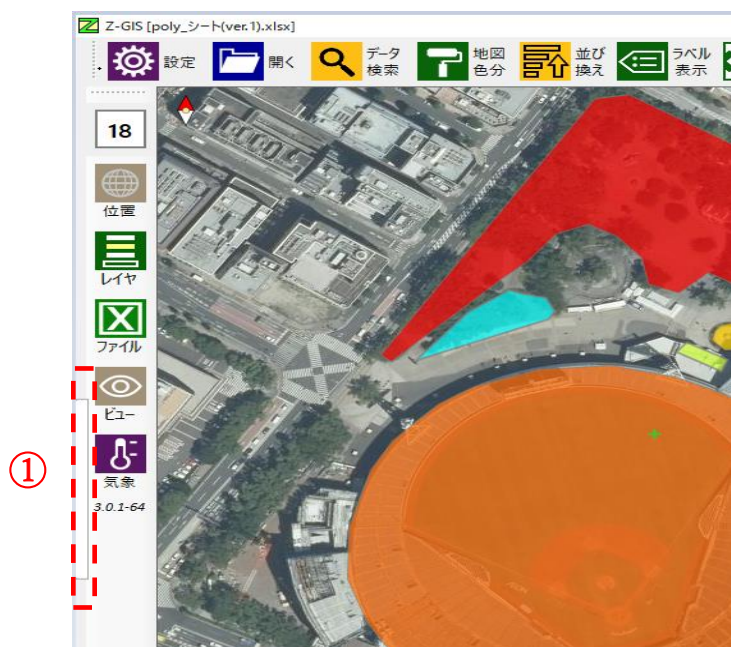 Z-GIS [poly_シート(ver.1).xlsx]
設定
開く
データ
検索
地図
色分
並び
換え
ラベル
表示
18
位置
レイヤ
ファイル
ビュー
気象
3.0.1-64
①